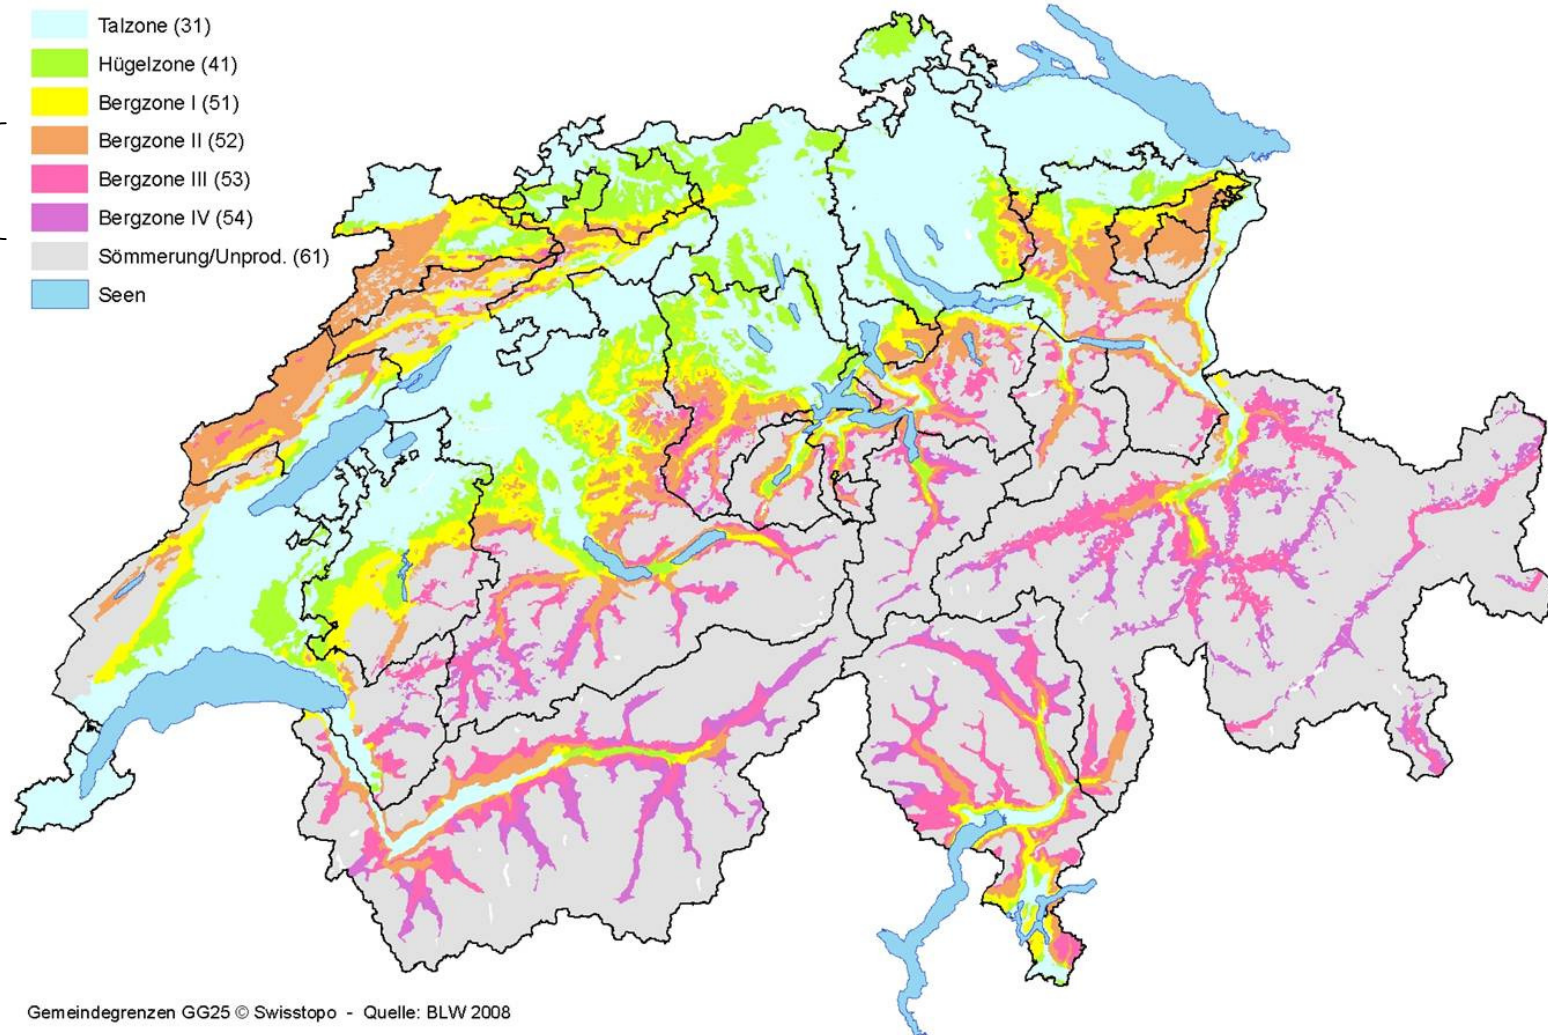 Talzone (31)
Hügelzone (41)
Bergzone I (51)
Bergzone II (52)
Bergzone III (53)
Bergzone IV (54)
Sömmerung/Unprod. (61)
Seen
Gemeindegrenzen GG25 © Swisstopo - Quelle: BLW 2008